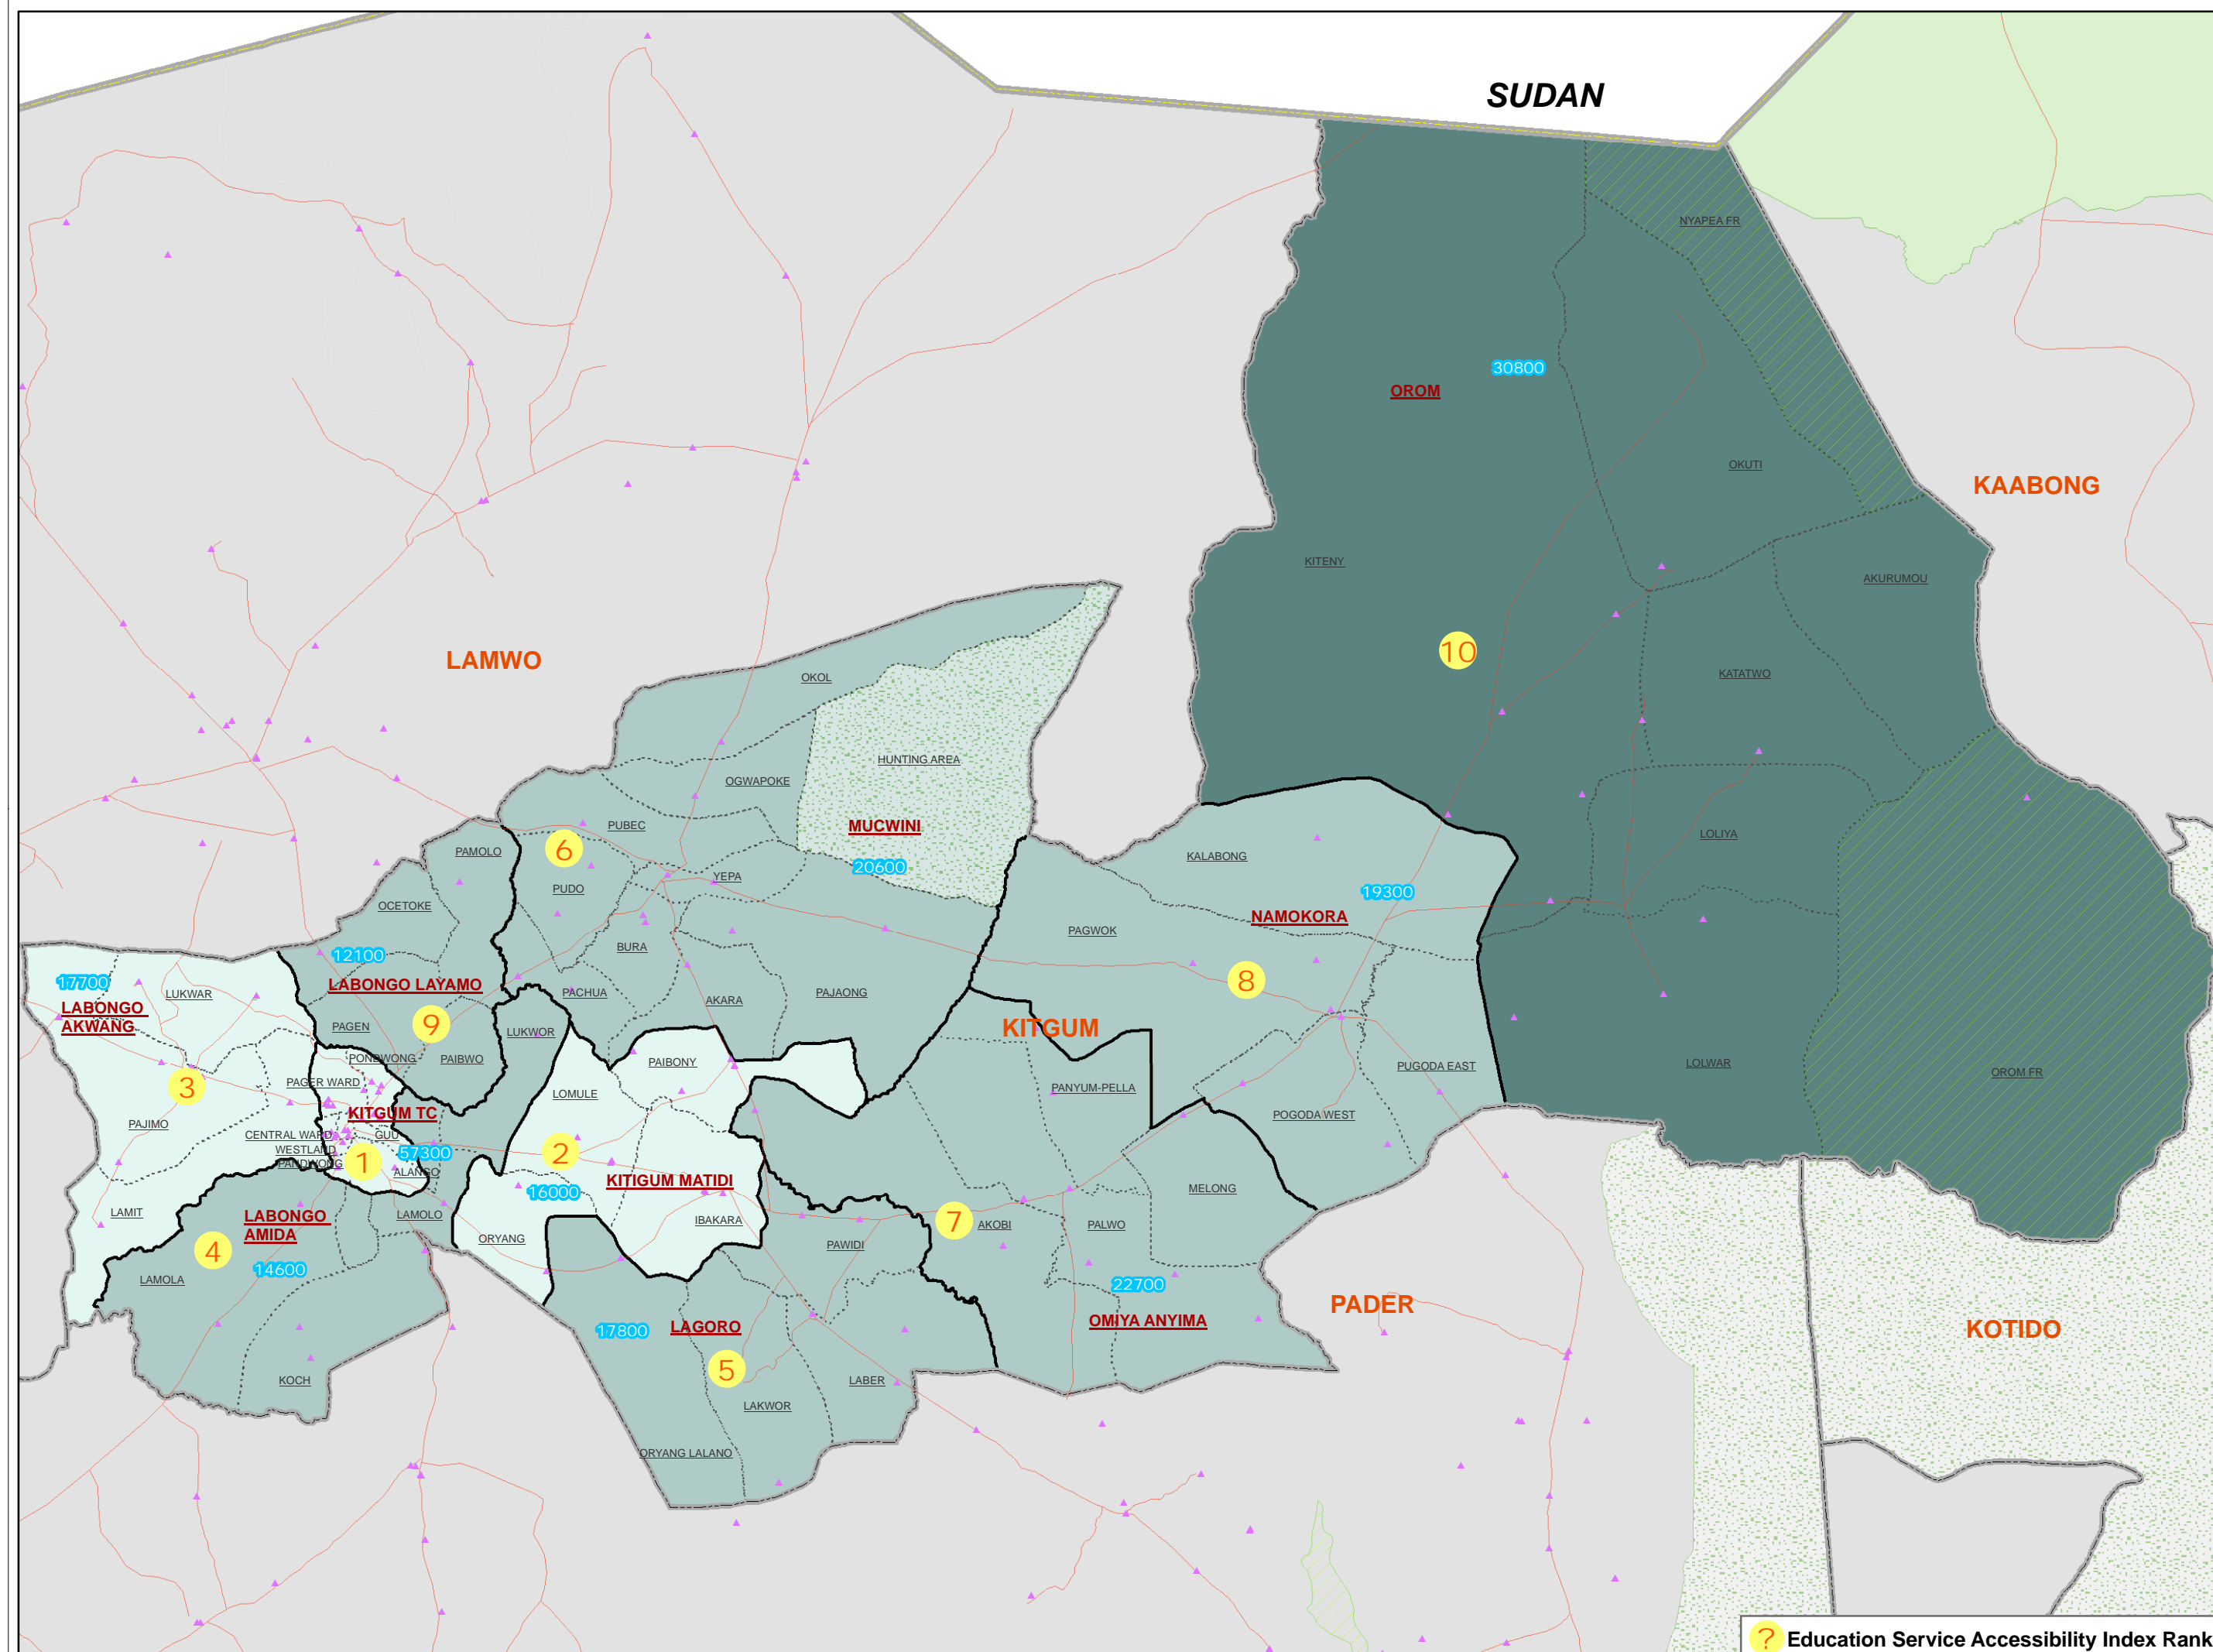 SUDAN
NYAPEA FR
30800
OROM
OKUTI
KAABONG
KITENY
AKURUMOU
10
LAMWO
KATATWO
OKOL
HUNTING AREA
OGWAPOKE
PUBEC
MUCWINI
LOLIYA
6
PAMOLO
KALABONG
20600
YEPA
PUDO
19300
OCETOKE
NAMOKORA
PAGWOK
BURA
12100
17700
LABONGO LAYAMO
8
LUKWAR
PACHUA
AKARA
PAJAONG
LABONGO
AKWANG
9
PAGEN
LUKWOR
KITGUM
PONDWONG
PAIBWO
PAIBONY
PUGODA EAST
LOLWAR
OROM FR
PAGER WARD
3
LOMULE
PANYUM-PELLA
KITGUM TC
POGODA WEST
PAJIMO
CENTRAL WARD
GUU
WESTLAND
57300
2
PANDWONG
1
ALANGO
KITIGUM MATIDI
16000
MELONG
LAMIT
LABONGO
AMIDA
LAMOLO
IBAKARA
7
AKOBI
PALWO
ORYANG
PAWIDI
4
14600
LAMOLA
22700
PADER
OMIYA ANYIMA
17800
LAGORO
KOTIDO
5
KOCH
LABER
LAKWOR
ORYANG LALANO
? Education Service Accessibility Index Rank